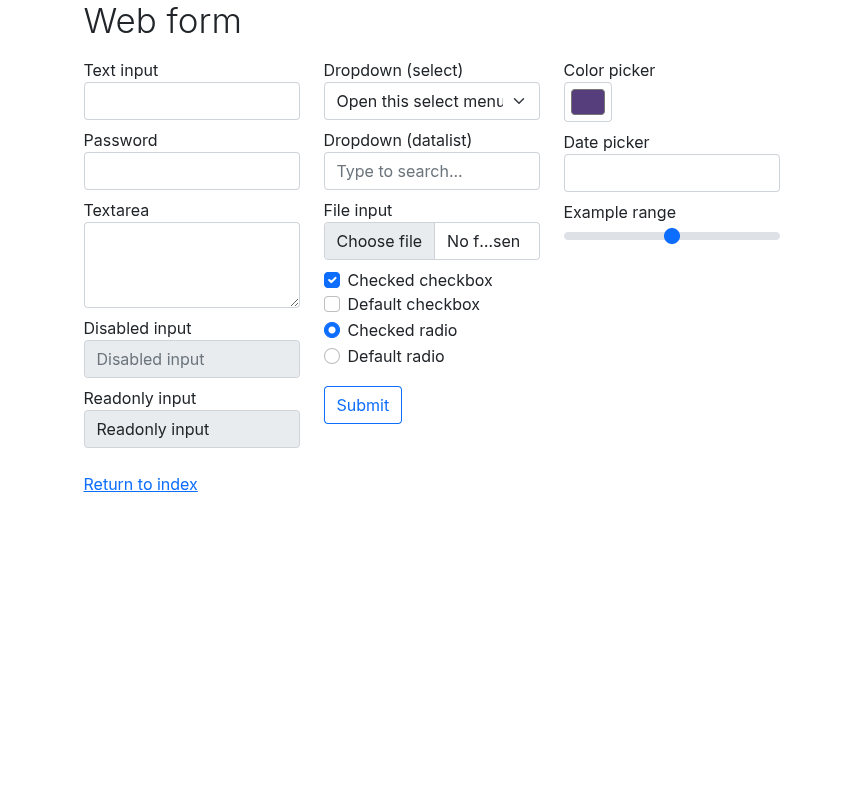 Web form
Text input
Password
Textarea
Disabled input
Disabled input
Readonly input
Readonly input
Return to index
Dropdown (select)
Open this select menu
Dropdown (datalist)
Type to search...
File input
Choose file No f...sen
Checked checkbox
Default checkbox
Checked radio
Default radio
Submit
Color picker
Date picker
Example range